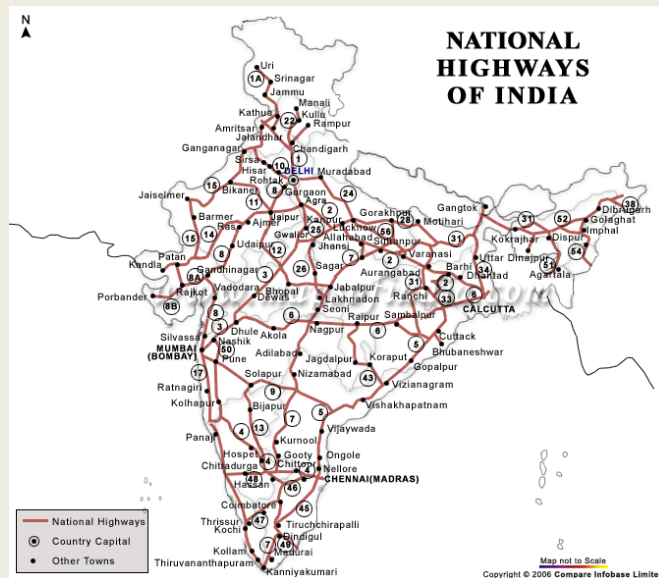 N
NATIONAL
HIGHWAYS
OF INDIA
Uri
1A
Srinagar
Jammu
Manali
Kathua
22
Kullu
Rampur
Amritsar
Jalandhar
Chandigarh
Ganganagar
1
Sirsa
10
DELHI
Muradabad
Hisar
Rohtak
15
Bikaner
8
Gurgaon
24
Jaiselmer
11
Agra
2
Gorakhpur
Gangtok
38
Barmer
Jaipur
Kanpur
28
Motihari
31
52
Dibrugarh
Ajmer
Lucknow
56
Golaghat
15
14
Ras
Gwalior
25
Allahabad
Sultanpur
31
Kokrajhar
Dispur
Imphal
Patan
8
Udaipur
12
Jhansi
7
2
Varanasi
Uttar Dinajpur
54
Kandla
Gandhinagar
3
26
Sagar
Aurangabad
Barhi
34
51
8A
31
2
Dhanbad
Agartala
Porbander
Rajkot
Vadodara
Bhopal
Jabalpur
Ranchi
33
6
8B
Dewas
Lakhnadon
CALCUTTA
8
6
Seoni
Raipur
Sambalpur
Silvassa
3
Dhule
Akola
Nagpur
6
Cuttack
Nashik
5
MUMBAI
(BOMBAY)
50
Pune
Adilabad
Jagdalpur
Koraput
Bhubaneshwar
Gopalpur
17
Solapur
Nizamabad
43
Vizianagram
Ratnagiri
9
Kolhapur
Bijapur
7
5
Vishakhapatnam
Panaji
4
13
Kurnool
Vijaywada
Hospet
Gooty
Ongole
Chitradurga
4
Chittoor
4
Nellore
48
Hassan
46
CHENNAI(MADRAS)
Coimbatore
45
Thrissur
47
Tiruchchirapalli
Kochi
Dindigul
Kollam
7
49
Madurai
Thiruvananthapuram
Kanniyakumari
National Highways
Country Capital
Other Towns
Map not to Scale
Copyright © 2006 Compare Infobase Limite